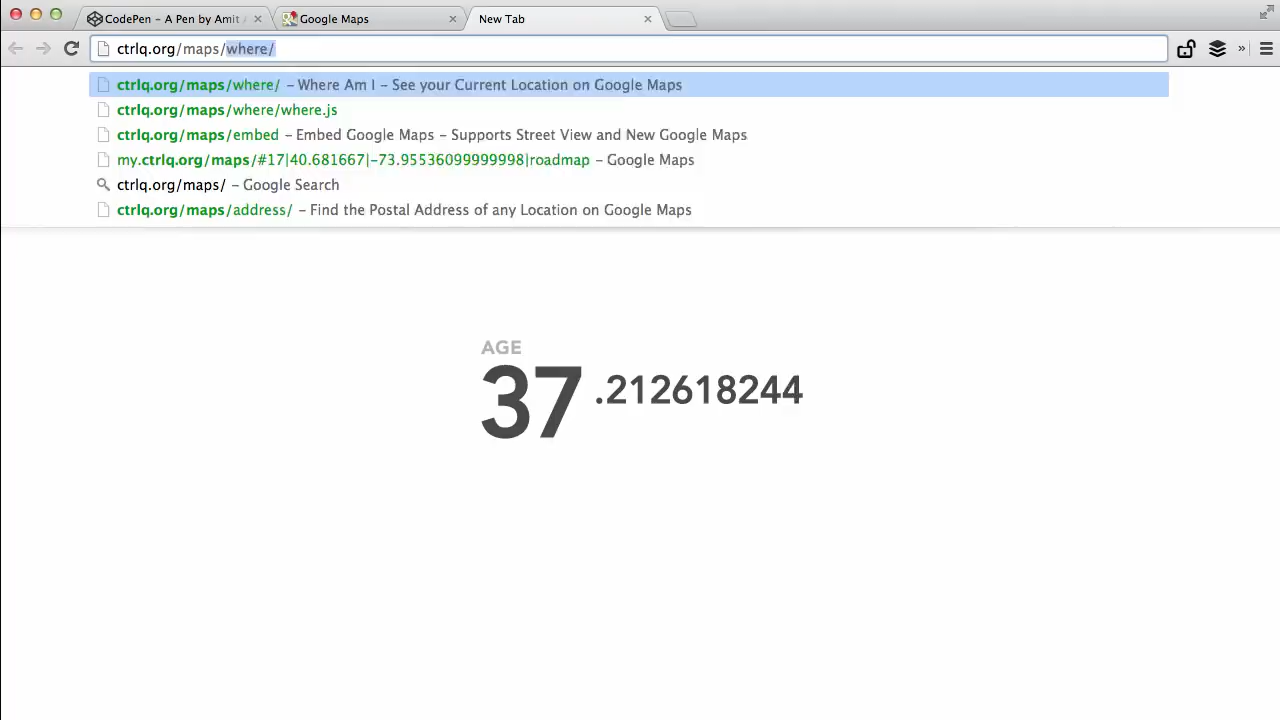 CodePen - A Pen by Amit
Google Maps
New Tab
ctrlq.org/maps/where/
ctrlq.org/maps/where/ - Where Am I - See your Current Location on Google Maps
ctrlq.org/maps/where/where.js
ctrlq.org/maps/embed - Embed Google Maps - Supports Street View and New Google Maps
my.ctrlq.org/maps/#17|40.681667|-73.95536099999998|roadmap - Google Maps
ctrlq.org/maps/ - Google Search
ctrlq.org/maps/address/ - Find the Postal Address of any Location on Google Maps
AGE
37.212618244